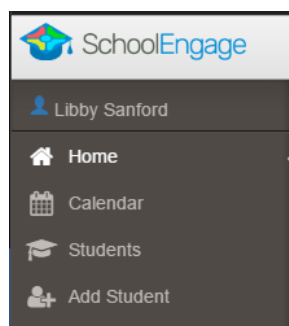 SchoolEngage
Libby Sanford
Home
Calendar
Students
Add Student